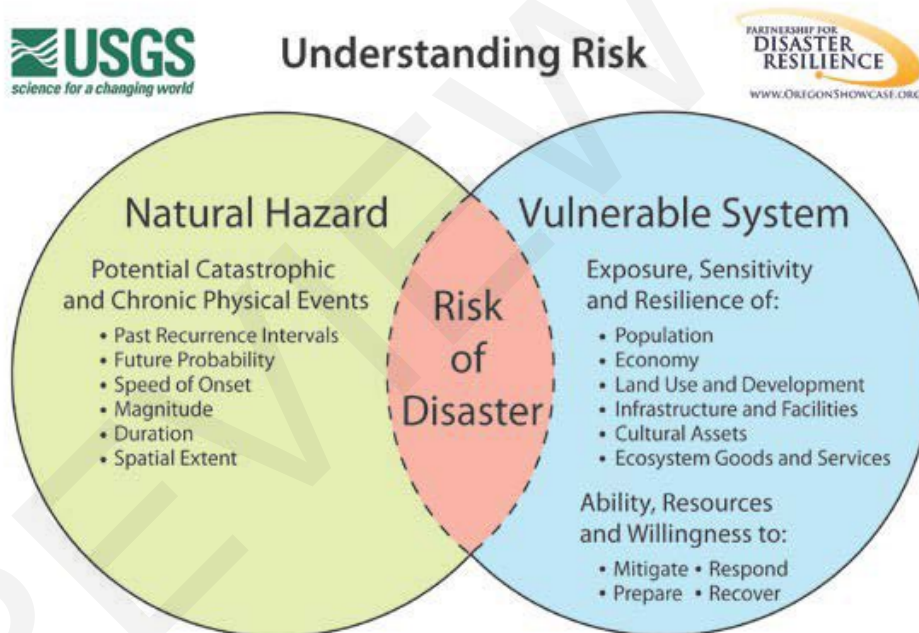 USGS
science for a changing world
Understanding Risk
PARTNERSHIP FOR
DISASTER
RESILIENCE
WWW.OREGONSHOWCASE.ORG
Natural Hazard
Potential Catastrophic
and Chronic Physical Events
• Past Recurrence Intervals
• Future Probability
• Speed of Onset
• Magnitude
• Duration
• Spatial Extent
Risk
of
Disaster
Vulnerable System
Exposure, Sensitivity
and Resilience of:
• Population
• Economy
• Land Use and Development
• Infrastructure and Facilities
• Cultural Assets
• Ecosystem Goods and Services
Ability, Resources
and Willingness to:
• Mitigate • Respond
• Prepare • Recover
PREVIEW